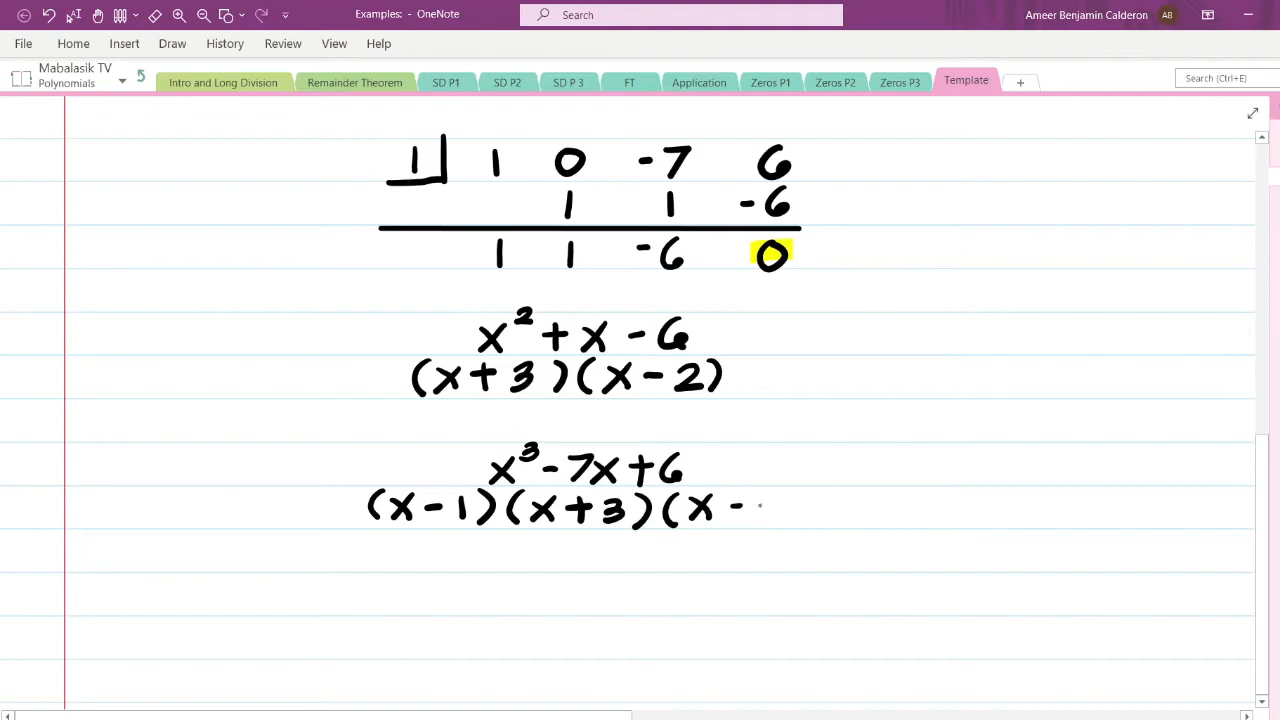 Examples: - OneNote
Search
Ameer Benjamin Calderon
AB
File Home Insert Draw History Review View Help
Mabalasik TV
Polynomials
Intro and Long Division
Remainder Theorem
SD P1
SD P2
SD P 3
FT
Application
Zeros P1
Zeros P2
Zeros P3
Template
+
Search (Ctrl+E)
1 1 0 -7 6
1 1 -6
1 1 -6 0
x² + x - 6
(x + 3)(x - 2)
x³ - 7x + 6
(x - 1)(x + 3)(x -